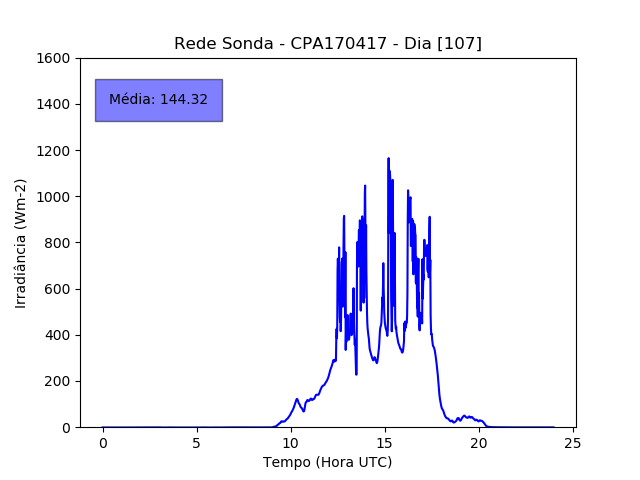 Rede Sonda - CPA170417 - Dia [107]
1600
1400
1200
1000
800
600
400
200
0
Irradiância (Wm-2)
Média: 144.32
0 5 10 15 20 25
Tempo (Hora UTC)